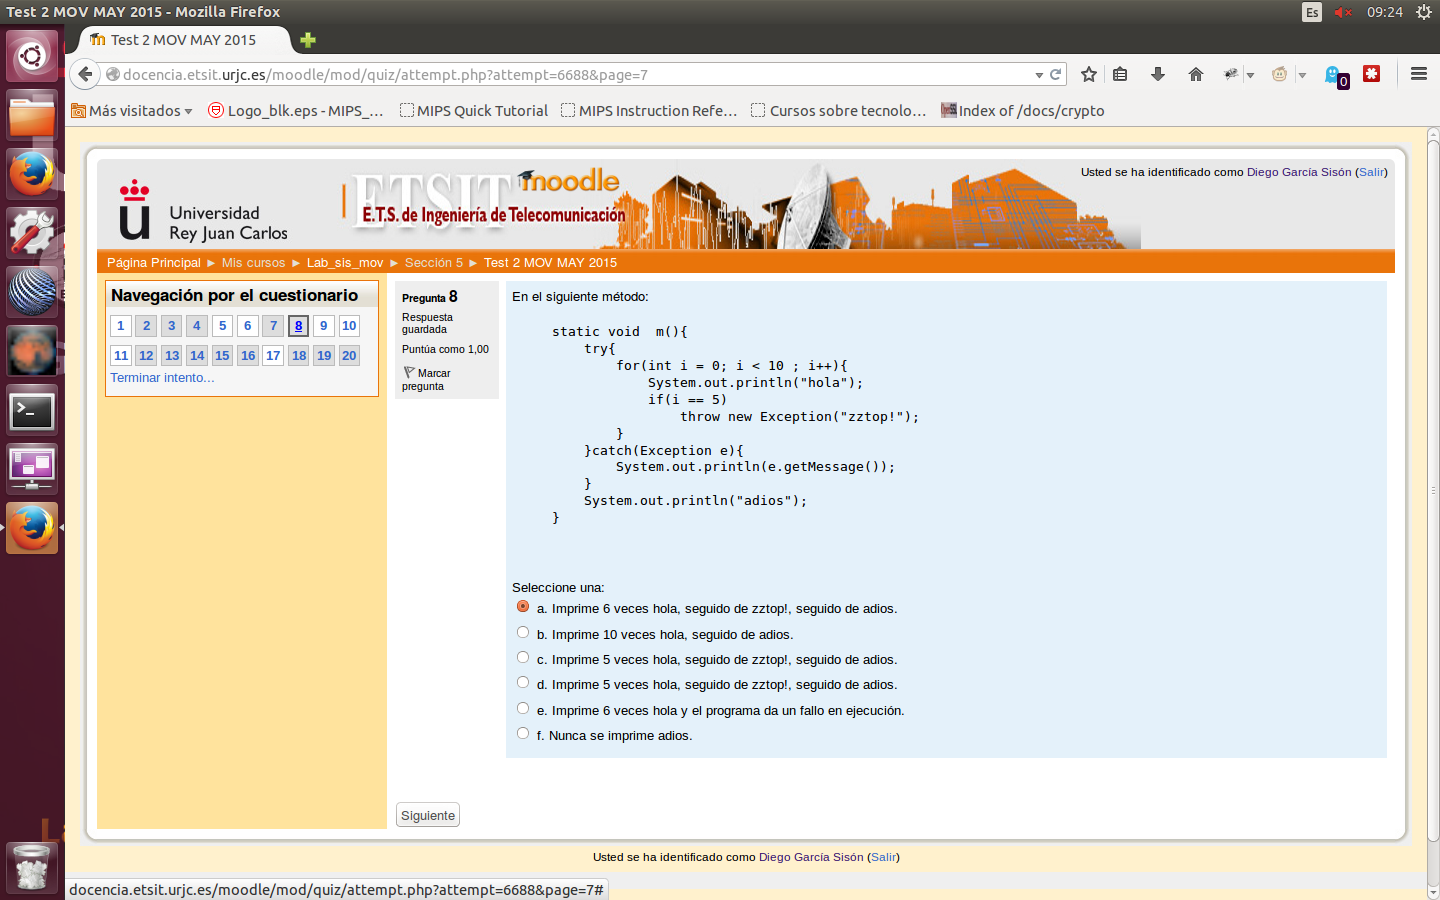 Test 2 MOV MAY 2015 - Mozilla Firefox
Es
09:24
Test 2 MOV MAY 2015
docencia.etsit.urjc.es/moodle/mod/quiz/attempt.php?attempt=6688&page=7
0
Más visitados
Logo_blk.eps - MIPS_…
MIPS Quick Tutorial
MIPS Instruction Refe…
Cursos sobre tecnolo…
Index of /docs/crypto
Universidad
Rey Juan Carlos
ETSIT moodle
E.T.S. de Ingeniería de Telecomunicación
Usted se ha identificado como Diego García Sisón (Salir)
Página Principal ► Mis cursos ► Lab_sis_mov ► Sección 5 ► Test 2 MOV MAY 2015
Navegación por el cuestionario
1 2 3 4 5 6 7 8 9 10
11 12 13 14 15 16 17 18 19 20
Terminar intento...
Pregunta 8
Respuesta
guardada
Puntúa como 1,00
Marcar
pregunta
En el siguiente método:
static void  m(){
try{
for(int i = 0; i < 10 ; i++){
System.out.println("hola");
if(i == 5)
throw new Exception("zztop!");
}
}catch(Exception e){
System.out.println(e.getMessage());
}
System.out.println("adios");
}
Seleccione una:
a. Imprime 6 veces hola, seguido de zztop!, seguido de adios.
b. Imprime 10 veces hola, seguido de adios.
c. Imprime 5 veces hola, seguido de zztop!, seguido de adios.
d. Imprime 5 veces hola, seguido de zztop!, seguido de adios.
e. Imprime 6 veces hola y el programa da un fallo en ejecución.
f. Nunca se imprime adios.
Siguiente
Usted se ha identificado como Diego García Sisón (Salir)
docencia.etsit.urjc.es/moodle/mod/quiz/attempt.php?attempt=6688&page=7#